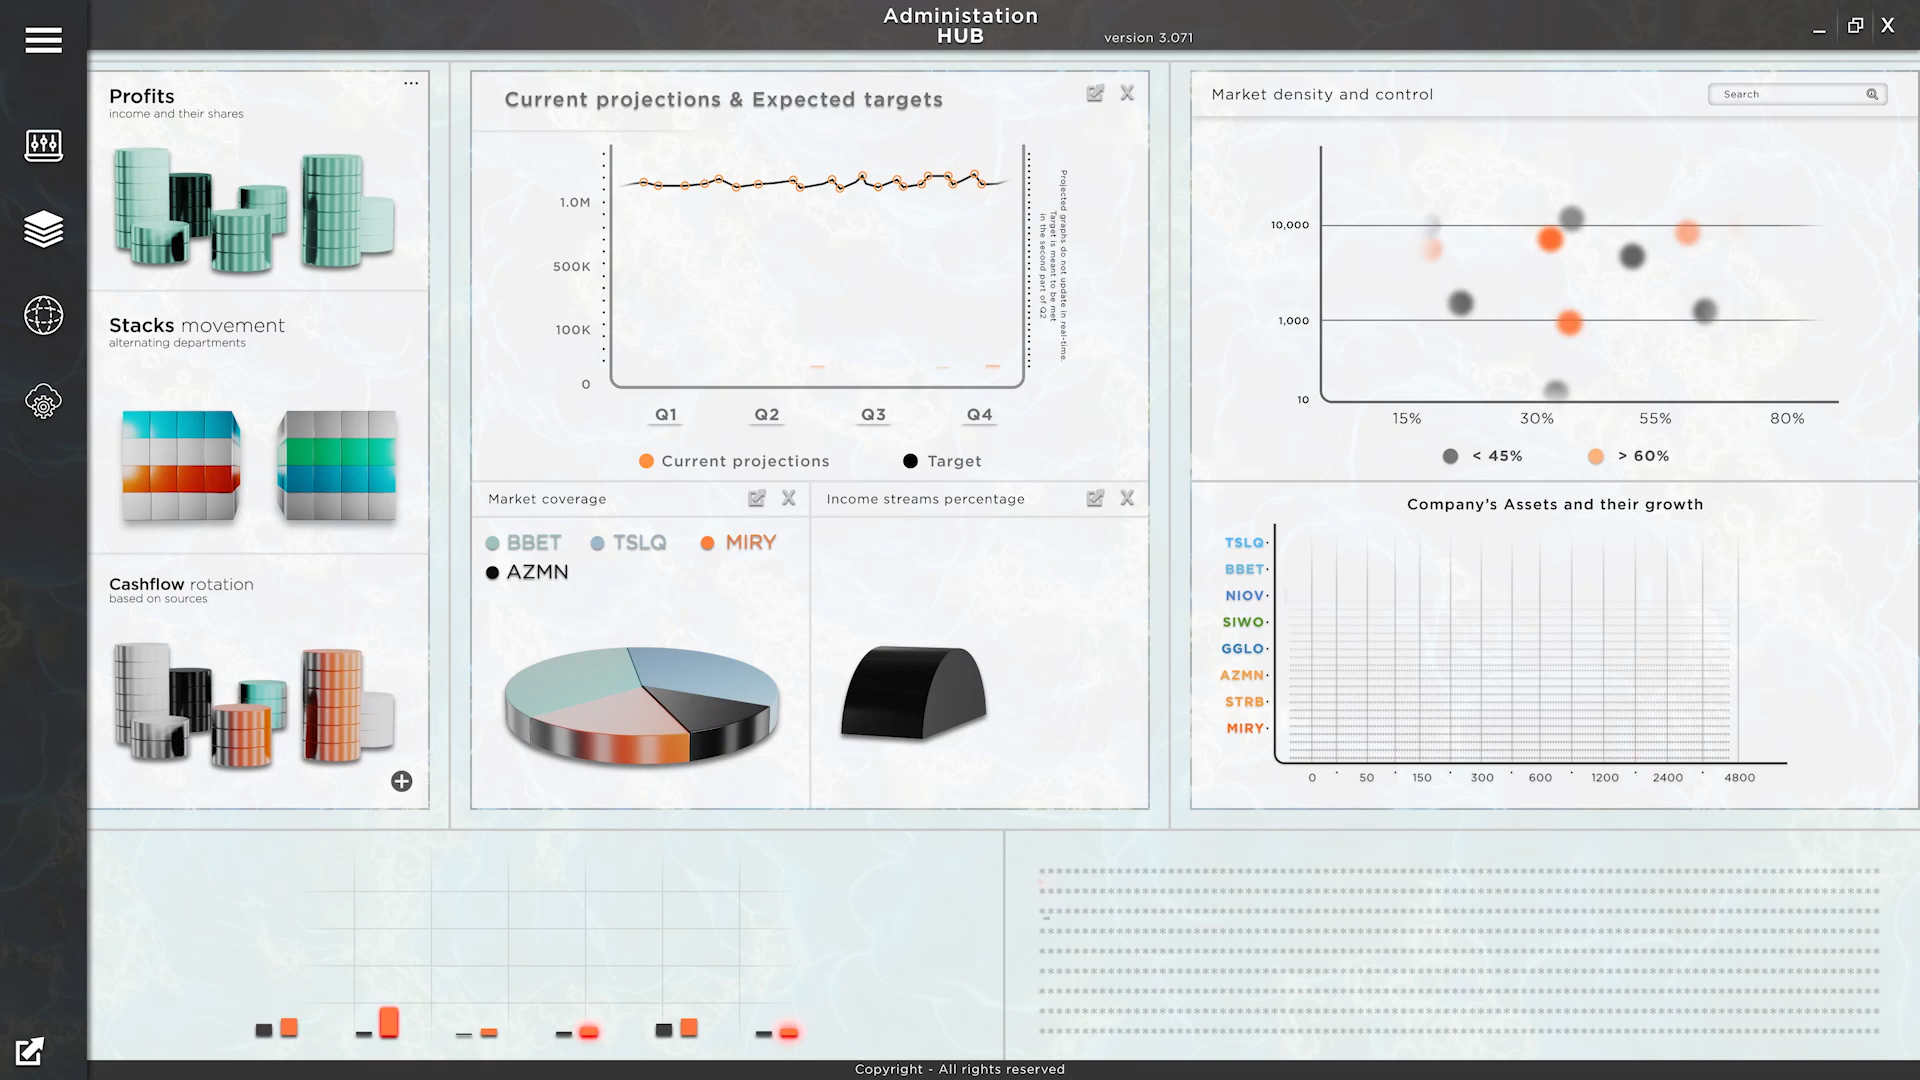 Administation
HUB
version 3.071
X
Profits
income and their shares
Stacks movement
alternating departments
Cashflow rotation
based on sources
Current projections & Expected targets
X
1.0M
500K
100K
0
Q1 Q2 Q3 Q4
Projected graphs do not update in real-time.
Target is meant to be met
in the second part of Q2
Current projections Target
Market coverage
X
BBET TSLQ MIRY
AZMN
Income streams percentage
X
Market density and control
Search
10,000
1,000
10
15% 30% 55% 80%
< 45% > 60%
Company's Assets and their growth
TSLQ
BBET
NIOV
SIWO
GGLO
AZMN
STRB
MIRY
0 50 150 300 600 1200 2400 4800
Copyright - All rights reserved